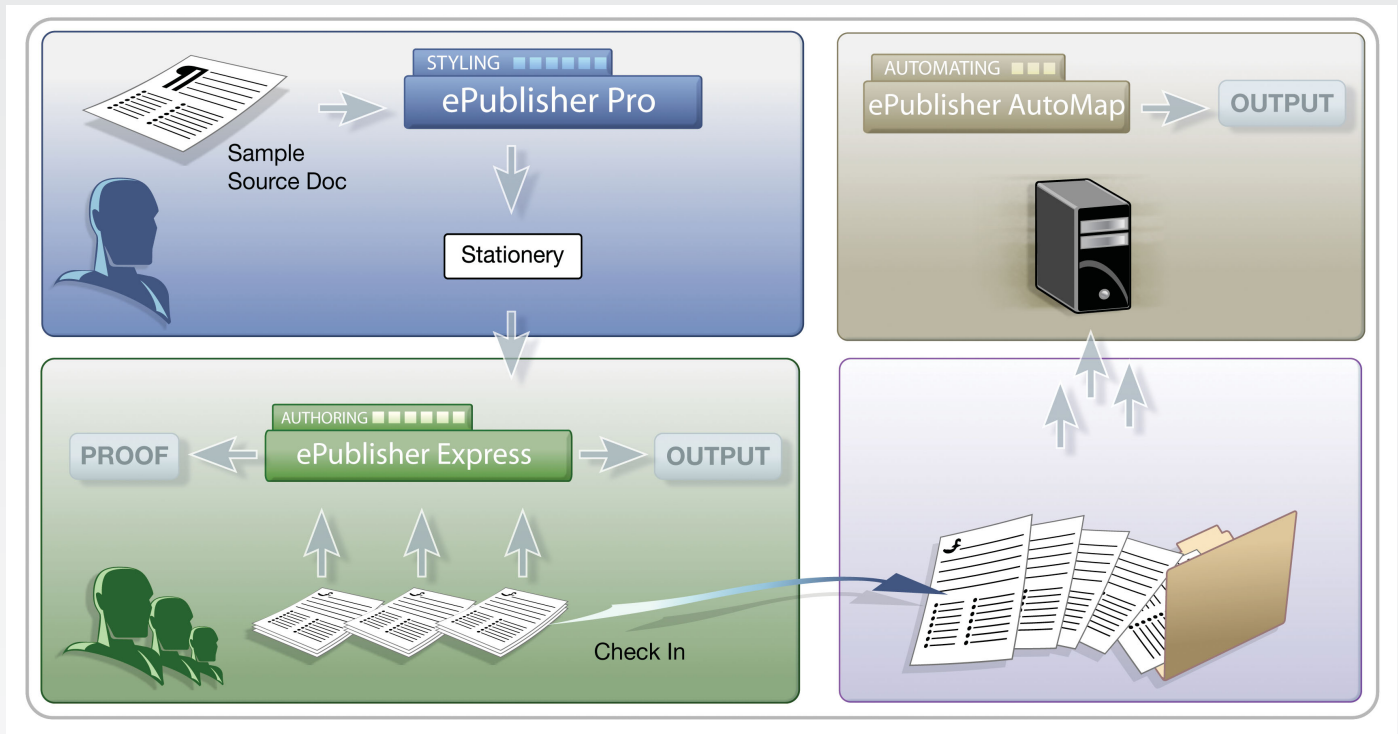 STYLING
ePublisher Pro
Sample
Source Doc
Stationery
AUTOMATING
ePublisher AutoMap
OUTPUT
AUTHORING
PROOF
ePublisher Express
OUTPUT
Check In